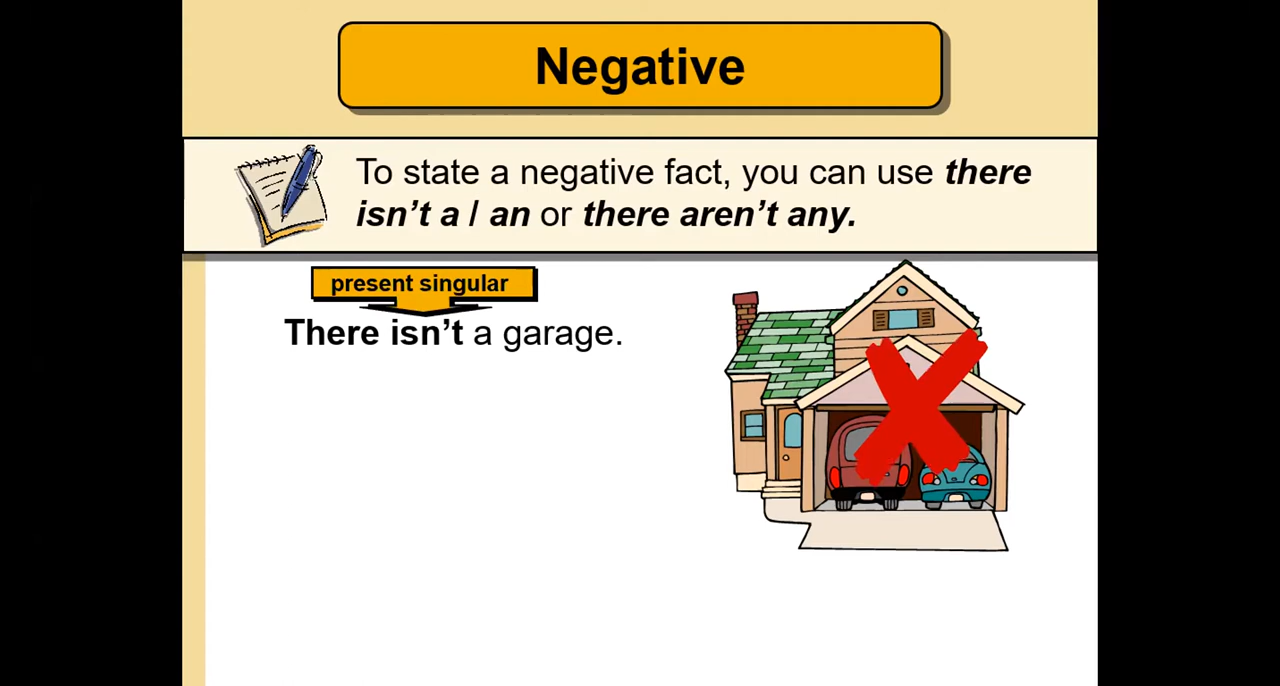 Negative
To state a negative fact, you can use there
isn’t a / an or there aren’t any.
present singular
There isn’t a garage.